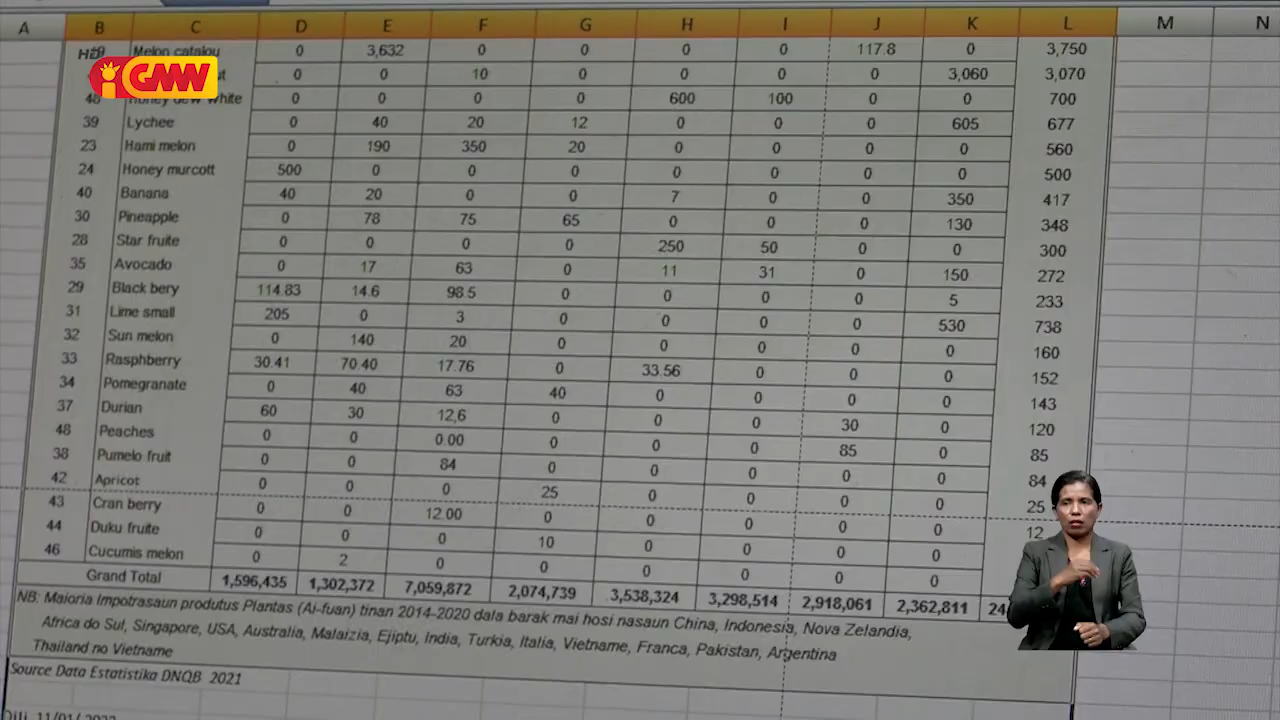 A B C D E F G H I J K L M N
Melon catalou 0 3,632 0 0 0 0 117.8 0 3,750
GMN
0 0 10 0 0 0 0 3,060 3,070
48 Honey dew White 0 0 0 0 600 100 0 0 700
39 Lychee 0 40 20 12 0 0 0 605 677
23 Hami melon 0 190 350 20 0 0 0 0 560
24 Honey murcott 500 0 0 0 0 0 0 0 500
40 Banana 40 20 0 0 7 0 0 350 417
30 Pineapple 0 78 75 65 0 0 0 130 348
28 Star fruite 0 0 0 0 250 50 0 0 300
35 Avocado 0 17 63 0 11 31 0 150 272
29 Black bery 114.83 14.6 98.5 0 0 0 0 5 233
31 Lime small 205 0 3 0 0 0 0 530 738
32 Sun melon 0 140 20 0 0 0 0 0 160
33 Rasphberry 30.41 70.40 17.76 0 33.56 0 0 0 152
34 Pomegranate 0 40 63 40 0 0 0 0 143
37 Durian 60 30 12,6 0 0 0 30 0 120
48 Peaches 0 0 0.00 0 0 0 85 0 85
38 Pumelo fruit 0 0 84 0 0 0 0 0 84
42 Apricot 0 0 0 25 0 0 0 0 25
43 Cran berry 0 0 12.00 0 0 0 0 0 12
44 Duku fruite 0 0 0 10 0 0 0 0
46 Cucumis melon 0 2 0 0 0 0 0 0
Grand Total 1,596,435 1,302,372 7,059,872 2,074,739 3,538,324 3,298,514 2,918,061 2,362,811 24
NB: Maioria Impotrasaun produtus Plantas (Ai-fuan) tinan 2014-2020 dala barak mai hosi nasaun China, Indonesia, Nova Zelandia,
Africa do Sul, Singapore, USA, Australia, Malaizia, Ejiptu, India, Turkia, Italia, Vietname, Franca, Pakistan, Argentina
Thailand no Vietname
Source Data Estatistika DNQB 2021